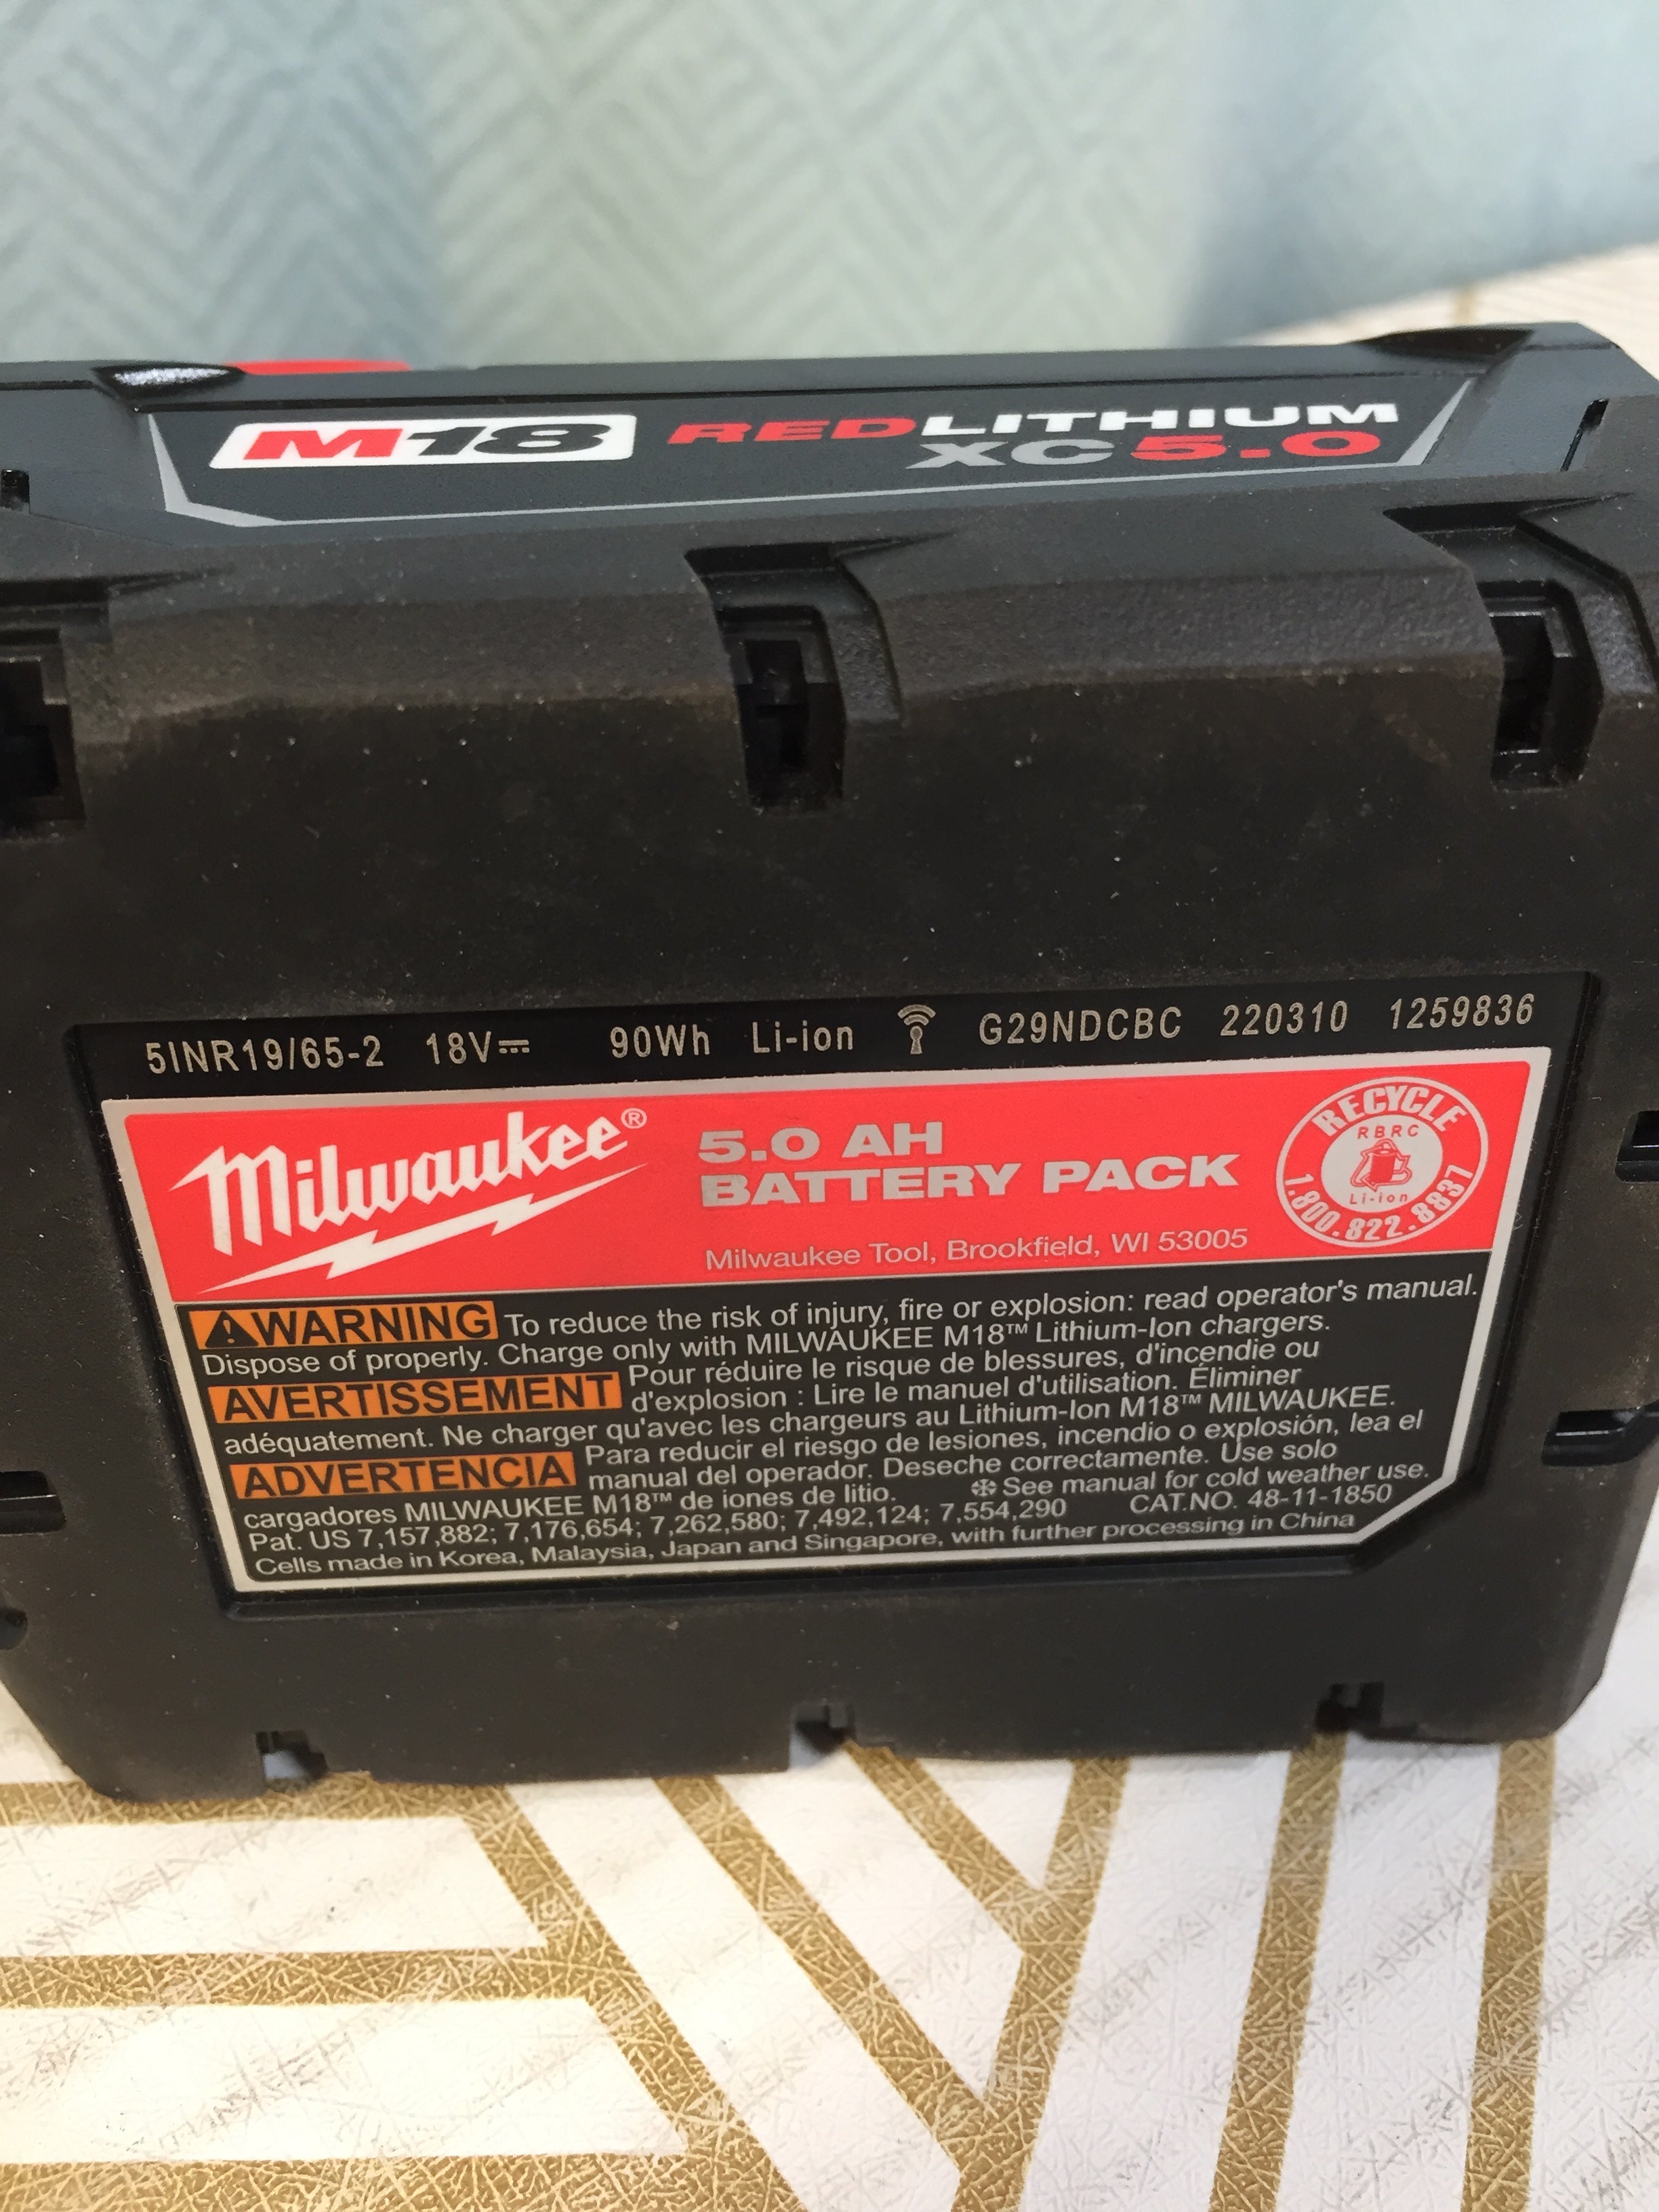 M18 REDLITHIUM
XC 5.0
5INR19/65-2 18V⎓ 90Wh Li-ion G29NDCBC 220310 1259836
Milwaukee® 5.0 AH
BATTERY PACK
Milwaukee Tool, Brookfield, WI 53005
RECYCLE
RBRC
Li-ion
1.800.822.8837
⚠WARNING To reduce the risk of injury, fire or explosion: read operator's manual.
Dispose of properly. Charge only with MILWAUKEE M18™ Lithium-Ion chargers.
AVERTISSEMENT Pour réduire le risque de blessures, d'incendie ou
d'explosion : Lire le manuel d'utilisation. Éliminer
adéquatement. Ne charger qu'avec les chargeurs au Lithium-Ion M18™ MILWAUKEE.
ADVERTENCIA Para reducir el riesgo de lesiones, incendio o explosión, lea el
manual del operador. Deseche correctamente. Use solo
cargadores MILWAUKEE M18™ de iones de litio. ❄ See manual for cold weather use.
Pat. US 7,157,882; 7,176,654; 7,262,580; 7,492,124; 7,554,290 CAT.NO. 48-11-1850
Cells made in Korea, Malaysia, Japan and Singapore, with further processing in China